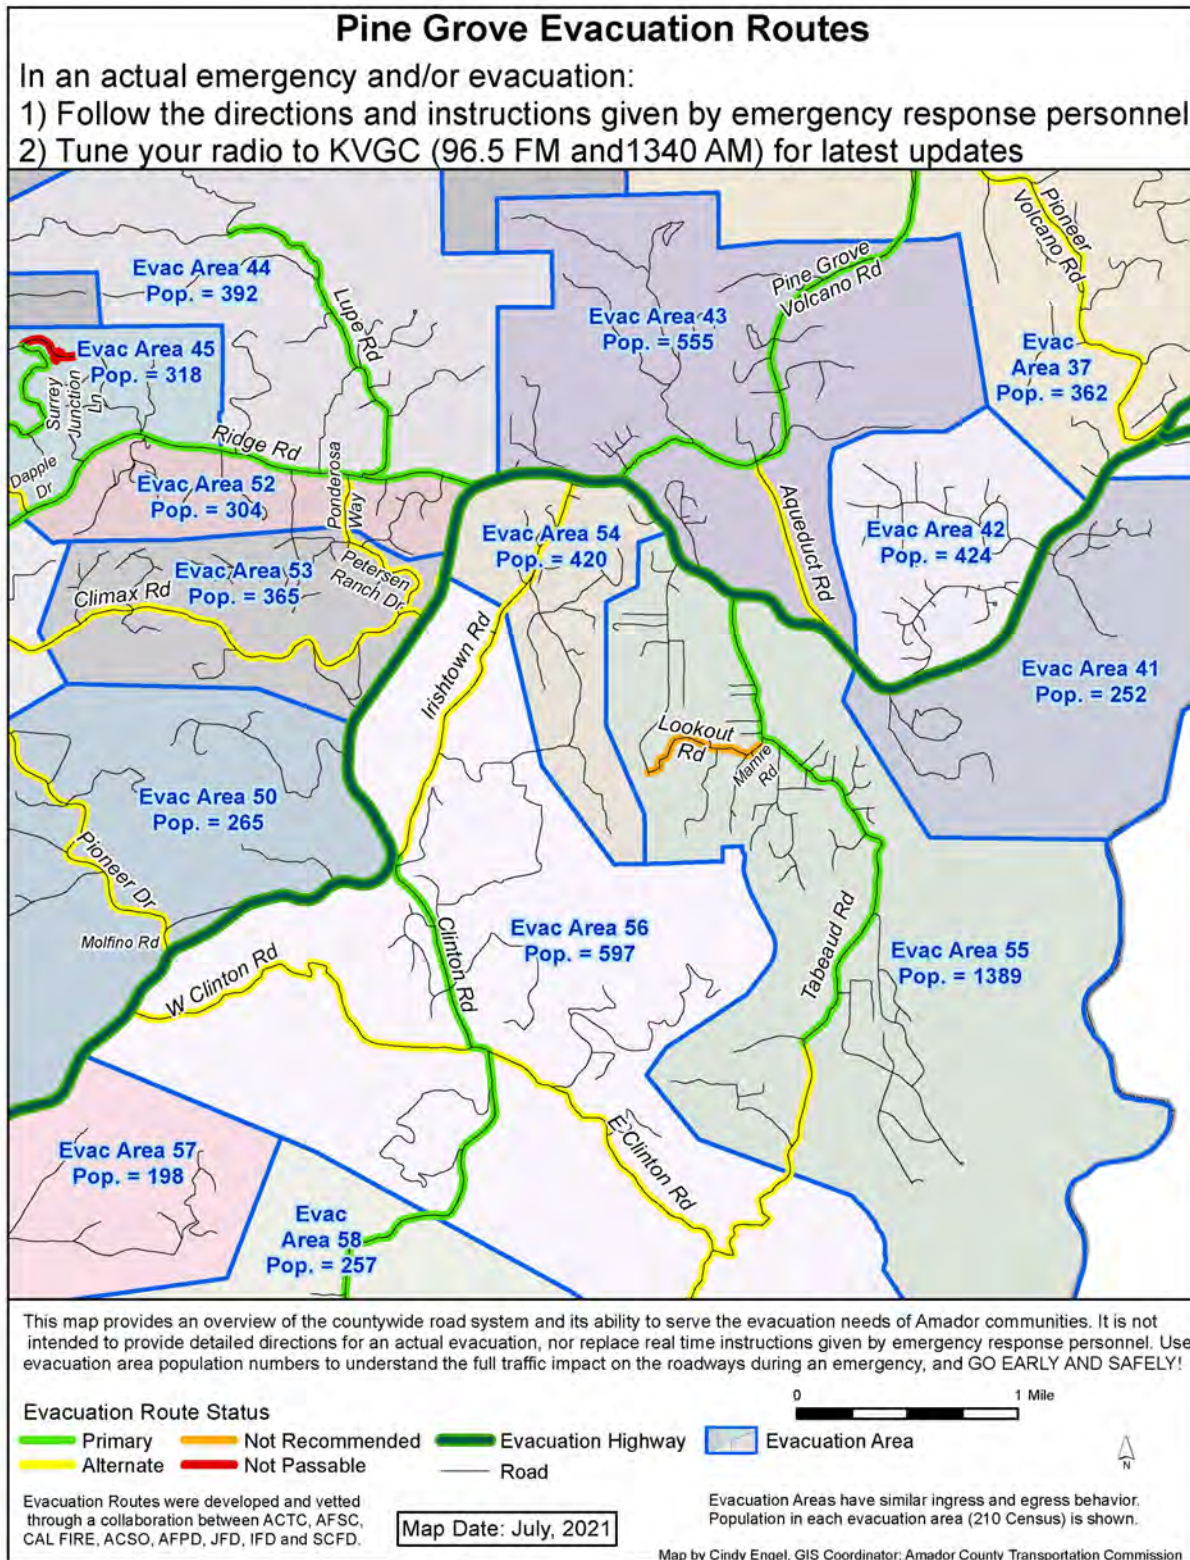 Pine Grove Evacuation Routes
In an actual emergency and/or evacuation:
1) Follow the directions and instructions given by emergency response personnel
2) Tune your radio to KVGC (96.5 FM and1340 AM) for latest updates
Pioneer
Volcano Rd
Pine Grove
Volcano Rd
Evac Area 44
Pop. = 392
Lupe Rd
Evac Area 43
Pop. = 555
Evac
Area 37
Pop. = 362
Evac Area 45
Pop. = 318
Surrey
Junction
Ln
Ridge Rd
Dapple
Dr
Evac Area 52
Pop. = 304
Ponderosa
Way
Aqueduct Rd
Evac Area 42
Pop. = 424
Evac Area 54
Pop. = 420
Evac Area 53
Pop. = 365
Petersen
Ranch Dr
Climax Rd
Irishtown Rd
Evac Area 41
Pop. = 252
Lookout
Rd
Mamre
Rd
Evac Area 50
Pop. = 265
Pioneer Dr
Molfino Rd
W Clinton Rd
Clinton Rd
Evac Area 56
Pop. = 597
Tabeaud Rd
Evac Area 55
Pop. = 1389
E Clinton Rd
Evac Area 57
Pop. = 198
Evac
Area 58
Pop. = 257
This map provides an overview of the countywide road system and its ability to serve the evacuation needs of Amador communities. It is not
intended to provide detailed directions for an actual evacuation, nor replace real time instructions given by emergency response personnel. Use
evacuation area population numbers to understand the full traffic impact on the roadways during an emergency, and GO EARLY AND SAFELY!
0 1 Mile
Evacuation Route Status
Primary Not Recommended Evacuation Highway Evacuation Area
Alternate Not Passable Road
N
Evacuation Routes were developed and vetted
through a collaboration between ACTC, AFSC,
CAL FIRE, ACSO, AFPD, JFD, IFD and SCFD.
Map Date: July, 2021
Evacuation Areas have similar ingress and egress behavior.
Population in each evacuation area (210 Census) is shown.
Map by Cindy Engel, GIS Coordinator: Amador County Transportation Commission